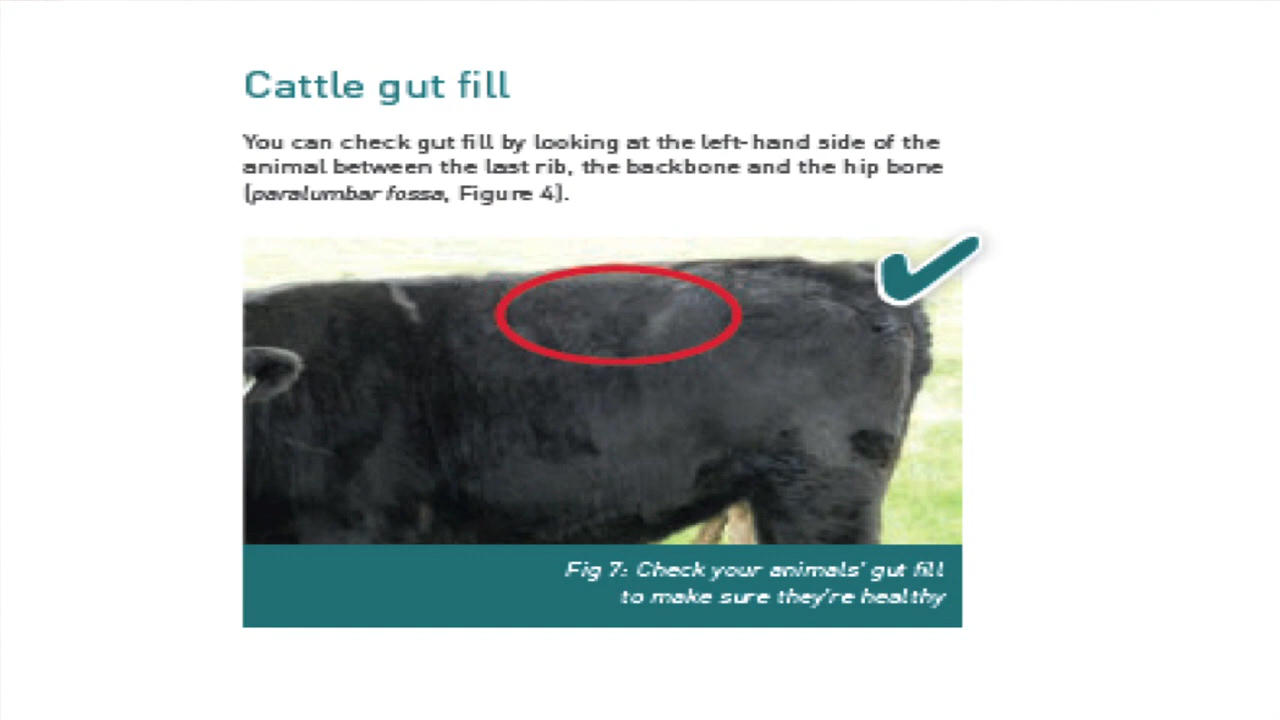 Cattle gut fill
You can check gut fill by looking at the left-hand side of the
animal between the last rib, the backbone and the hip bone
(paralumbar fossa, Figure 4).
Fig 7: Check your animals' gut fill
to make sure they're healthy